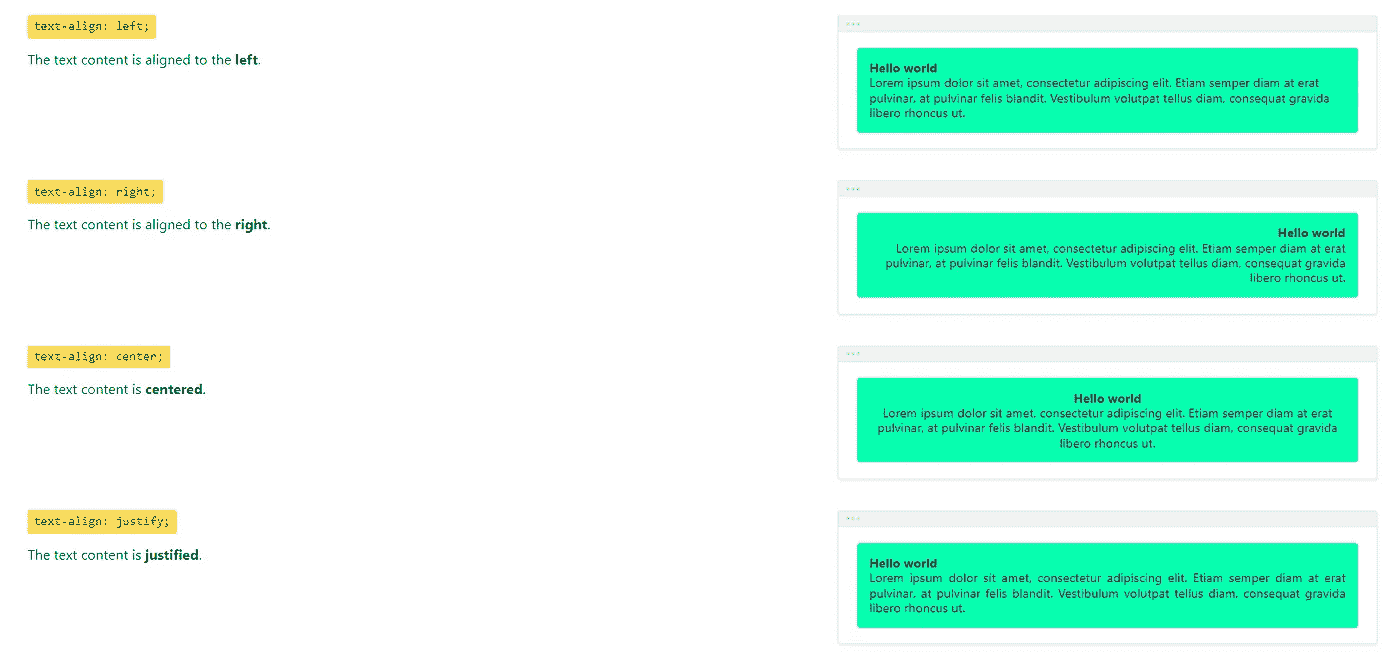 text-align: left;
The text content is aligned to the left.
Hello world
Lorem ipsum dolor sit amet, consectetur adipiscing elit. Etiam semper diam at erat
pulvinar, at pulvinar felis blandit. Vestibulum volutpat tellus diam, consequat gravida
libero rhoncus ut.
text-align: right;
The text content is aligned to the right.
Hello world
Lorem ipsum dolor sit amet, consectetur adipiscing elit. Etiam semper diam at erat
pulvinar, at pulvinar felis blandit. Vestibulum volutpat tellus diam, consequat gravida
libero rhoncus ut.
text-align: center;
The text content is centered.
Hello world
Lorem ipsum dolor sit amet, consectetur adipiscing elit. Etiam semper diam at erat
pulvinar, at pulvinar felis blandit. Vestibulum volutpat tellus diam, consequat gravida
libero rhoncus ut.
text-align: justify;
The text content is justified.
Hello world
Lorem ipsum dolor sit amet, consectetur adipiscing elit. Etiam semper diam at erat
pulvinar, at pulvinar felis blandit. Vestibulum volutpat tellus diam, consequat gravida
libero rhoncus ut.